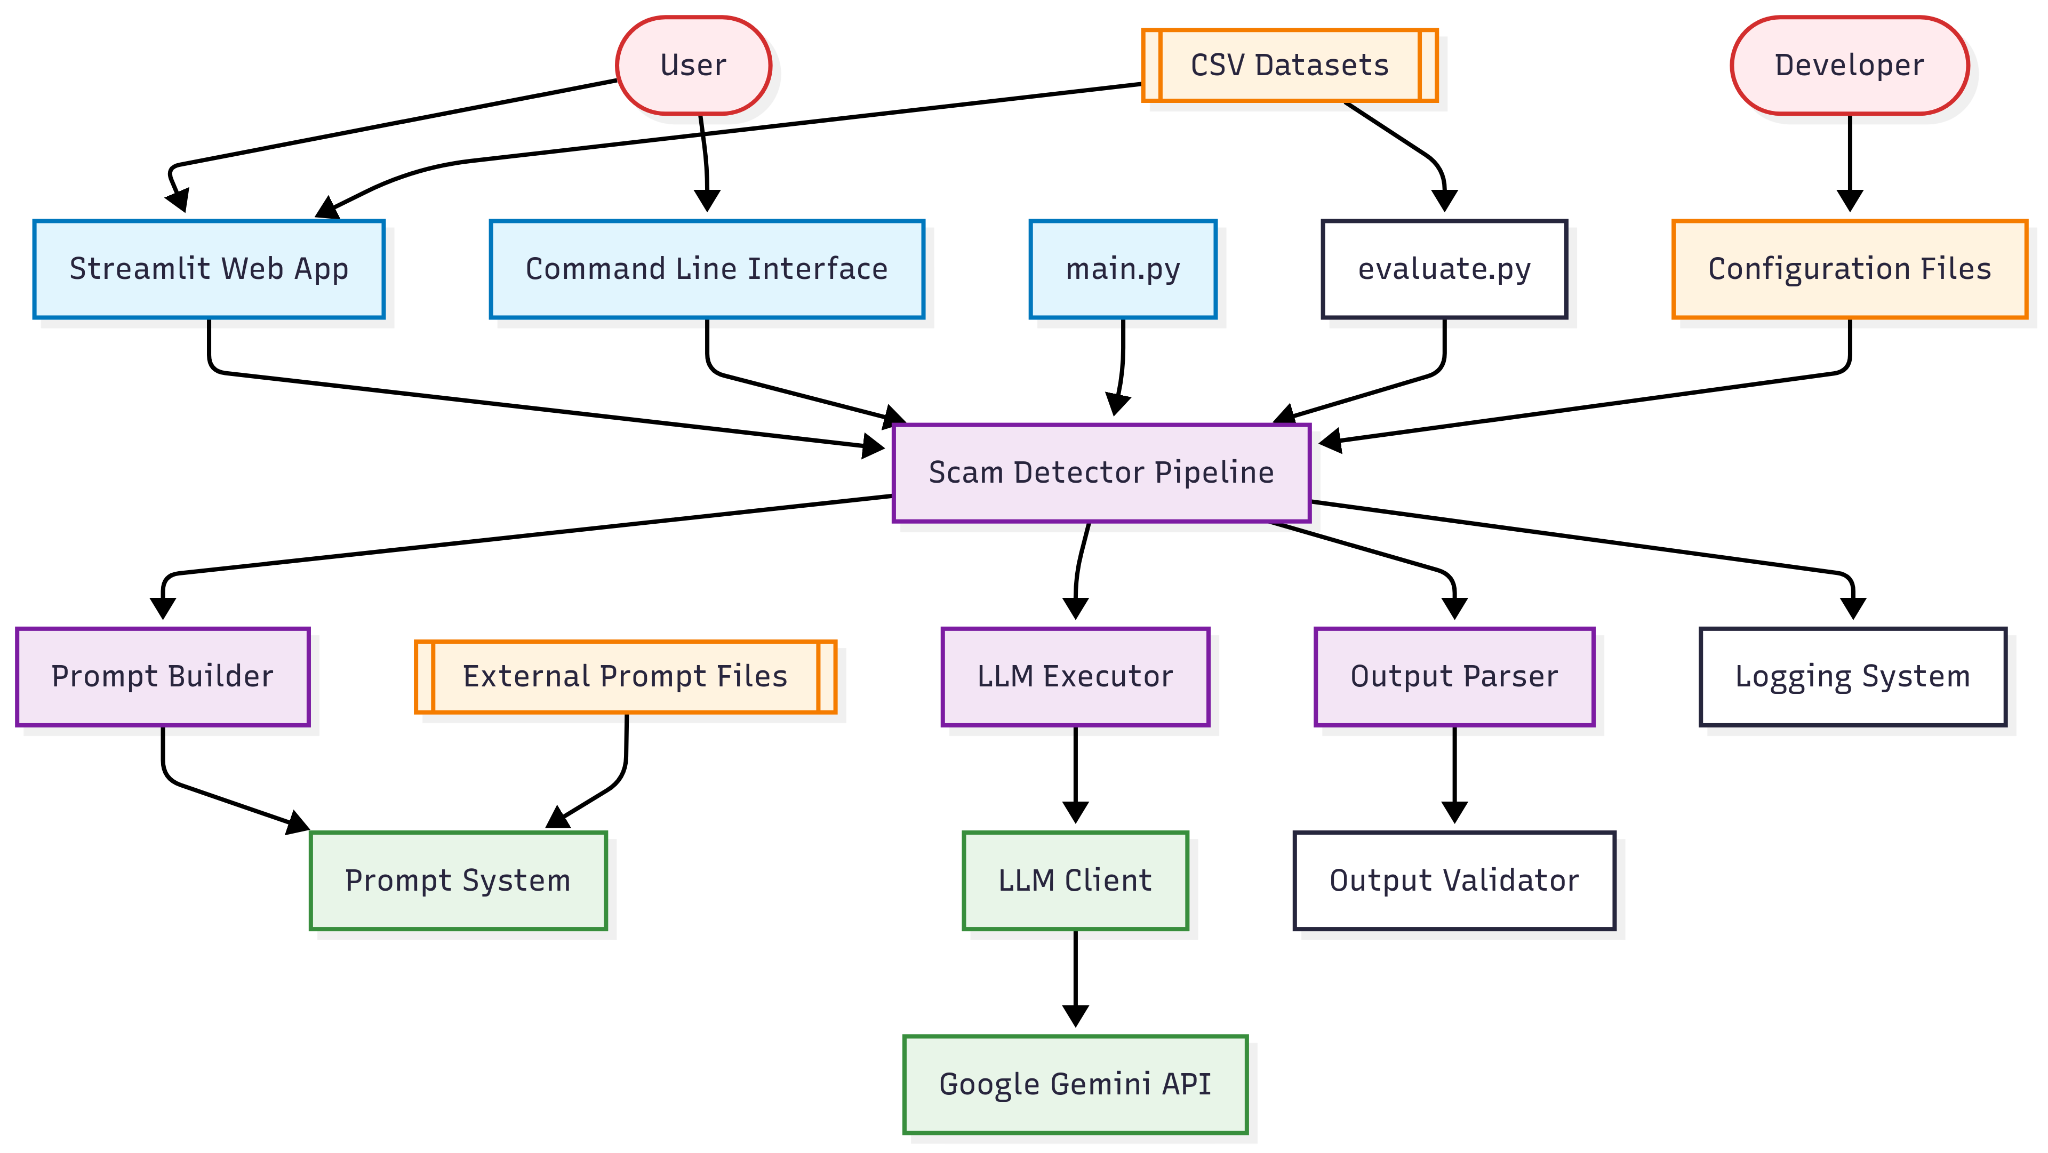 User
CSV Datasets
Developer
Streamlit Web App
Command Line Interface
main.py
evaluate.py
Configuration Files
Scam Detector Pipeline
Prompt Builder
External Prompt Files
LLM Executor
Output Parser
Logging System
Prompt System
LLM Client
Output Validator
Google Gemini API